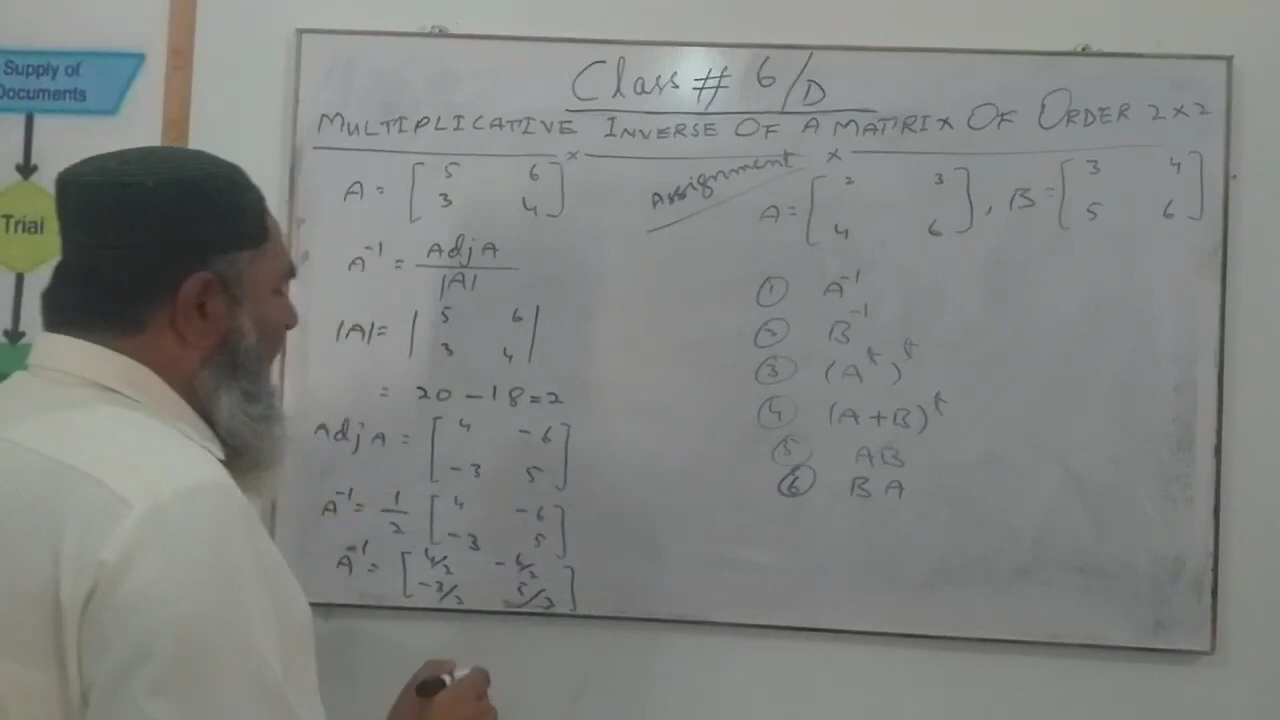 Supply of
Documents
Trial
Class # 6/D
MULTIPLICATIVE INVERSE OF A MATRIX OF ORDER 2×2
A = [5 6
3 4]
A⁻¹ = Adj A
|A|
|A| = |5 6
3 4|
= 20 - 18 = 2
Adj A = [4 -6
-3 5]
A⁻¹ = 1/2 [4 -6
-3 5]
A⁻¹ = [4/2 -6/2
-3/2 5/2]
Assignment
A = [2 3
4 6], B = [3 4
5 6]
① A⁻¹
② B⁻¹
③ (Aᵗ)ᵗ
④ (A+B)ᵗ
⑤ AB
⑥ BA